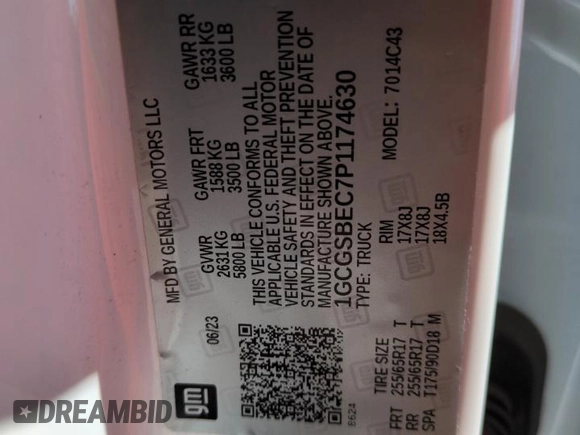 MFD BY GENERAL MOTORS LLC
06/23 GVWR GAWR FRT GAWR RR
2631 KG 1588 KG 1633 KG
5800 LB 3500 LB 3600 LB
THIS VEHICLE CONFORMS TO ALL
APPLICABLE U.S. FEDERAL MOTOR
VEHICLE SAFETY AND THEFT PREVENTION
STANDARDS IN EFFECT ON THE DATE OF
MANUFACTURE SHOWN ABOVE.
1GCGSBEC7P1174630
TYPE: TRUCK MODEL: 7014C43
gm
6624
TIRE SIZE RIM
FRT 255/65R17 T 17X8J
RR 255/65R17 T 17X8J
SPA T175/90D18 M 18X4.5B
DREAMBID